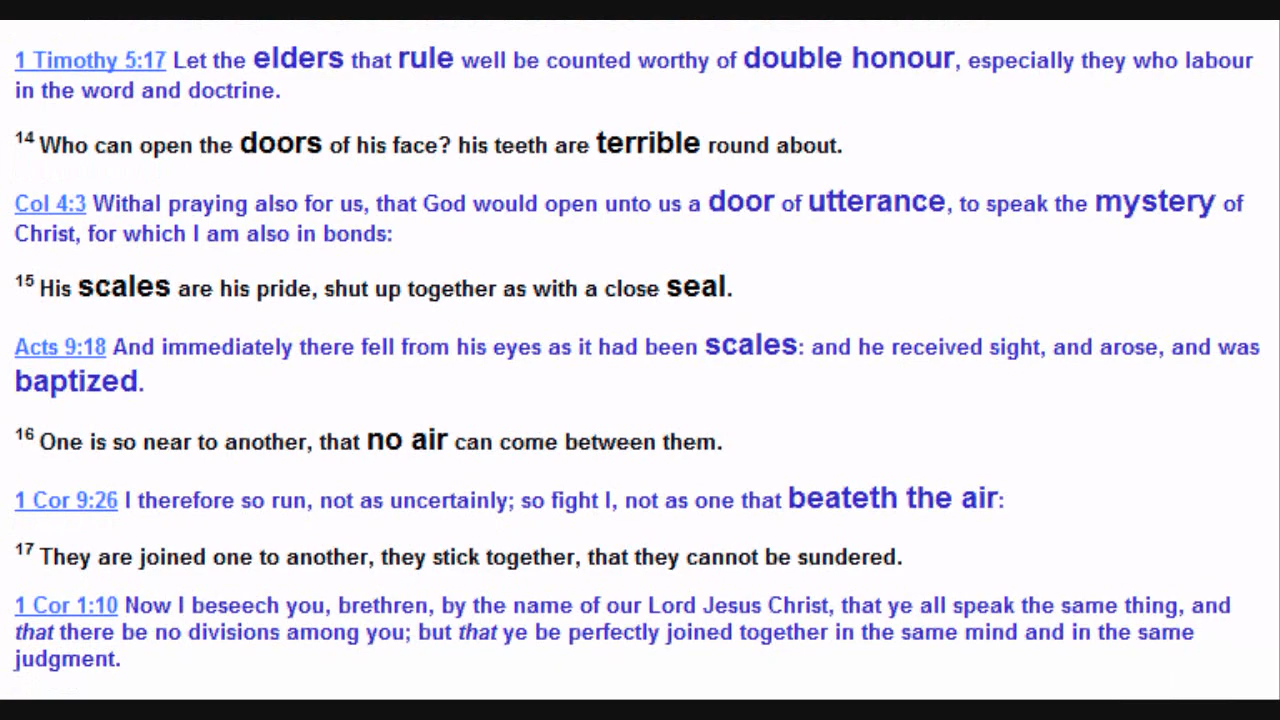 1 Timothy 5:17 Let the elders that rule well be counted worthy of double honour, especially they who labour
in the word and doctrine.
14 Who can open the doors of his face? his teeth are terrible round about.
Col 4:3 Withal praying also for us, that God would open unto us a door of utterance, to speak the mystery of
Christ, for which I am also in bonds:
15 His scales are his pride, shut up together as with a close seal.
Acts 9:18 And immediately there fell from his eyes as it had been scales: and he received sight, and arose, and was
baptized.
16 One is so near to another, that no air can come between them.
1 Cor 9:26 I therefore so run, not as uncertainly; so fight I, not as one that beateth the air:
17 They are joined one to another, they stick together, that they cannot be sundered.
1 Cor 1:10 Now I beseech you, brethren, by the name of our Lord Jesus Christ, that ye all speak the same thing, and
that there be no divisions among you; but that ye be perfectly joined together in the same mind and in the same
judgment.